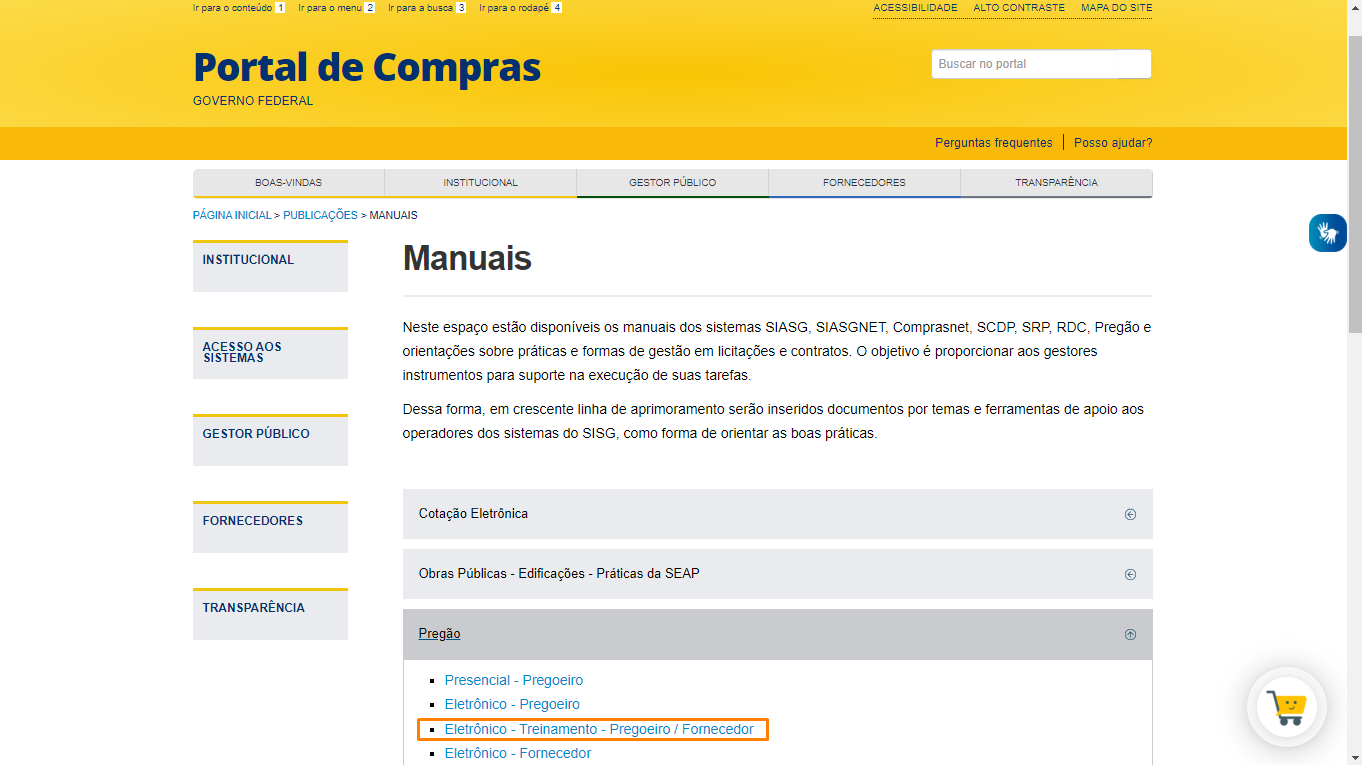 Ir para o conteúdo 1 Ir para o menu 2 Ir para a busca 3 Ir para o rodapé 4
ACESSIBILIDADE ALTO CONTRASTE MAPA DO SITE
Portal de Compras
GOVERNO FEDERAL
Buscar no portal
Perguntas frequentes Posso ajudar?
BOAS-VINDAS INSTITUCIONAL GESTOR PÚBLICO FORNECEDORES TRANSPARÊNCIA
PÁGINA INICIAL > PUBLICAÇÕES > MANUAIS
INSTITUCIONAL
ACESSO AOS
SISTEMAS
GESTOR PÚBLICO
FORNECEDORES
TRANSPARÊNCIA
Manuais
Neste espaço estão disponíveis os manuais dos sistemas SIASG, SIASGNET, Comprasnet, SCDP, SRP, RDC, Pregão e
orientações sobre práticas e formas de gestão em licitações e contratos. O objetivo é proporcionar aos gestores
instrumentos para suporte na execução de suas tarefas.
Dessa forma, em crescente linha de aprimoramento serão inseridos documentos por temas e ferramentas de apoio aos
operadores dos sistemas do SISG, como forma de orientar as boas práticas.
Cotação Eletrônica
Obras Públicas - Edificações - Práticas da SEAP
Pregão
Presencial - Pregoeiro
Eletrônico - Pregoeiro
Eletrônico - Treinamento - Pregoeiro / Fornecedor
Eletrônico - Fornecedor